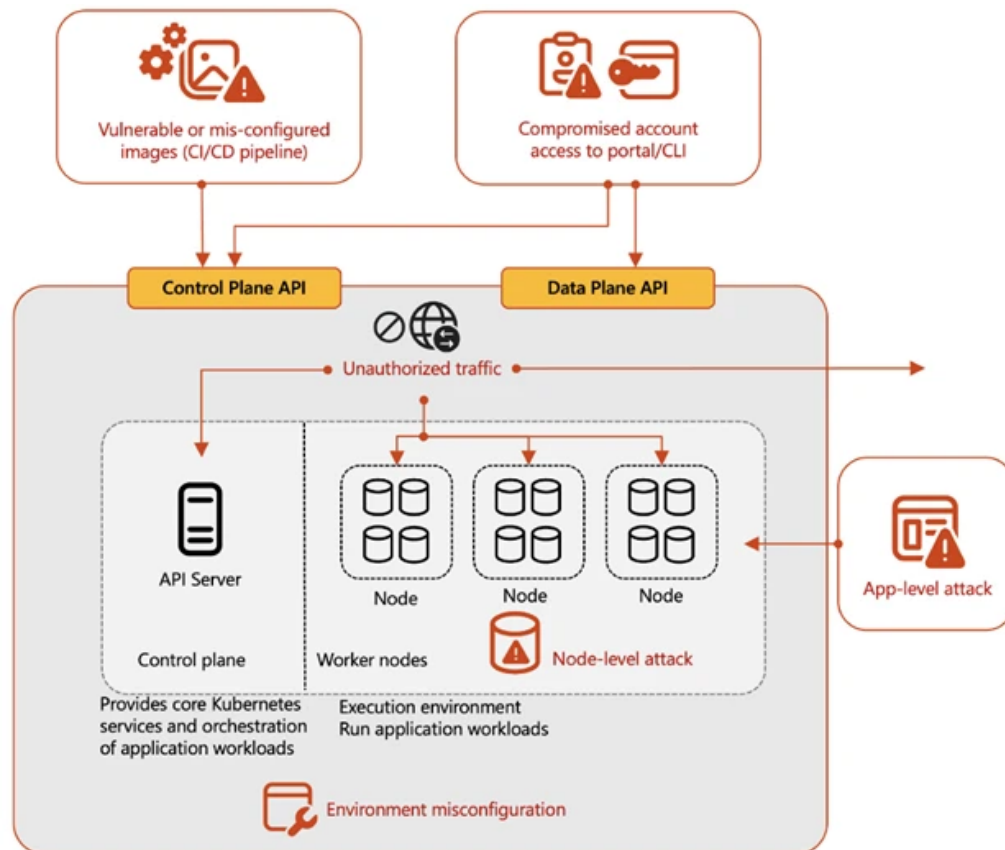 Vulnerable or mis-configured
images (CI/CD pipeline)
Compromised account
access to portal/CLI
Control Plane API
Data Plane API
Unauthorized traffic
API Server
Node
Node
Node
App-level attack
Control plane
Worker nodes
Node-level attack
Provides core Kubernetes
services and orchestration
of application workloads
Execution environment
Run application workloads
Environment misconfiguration